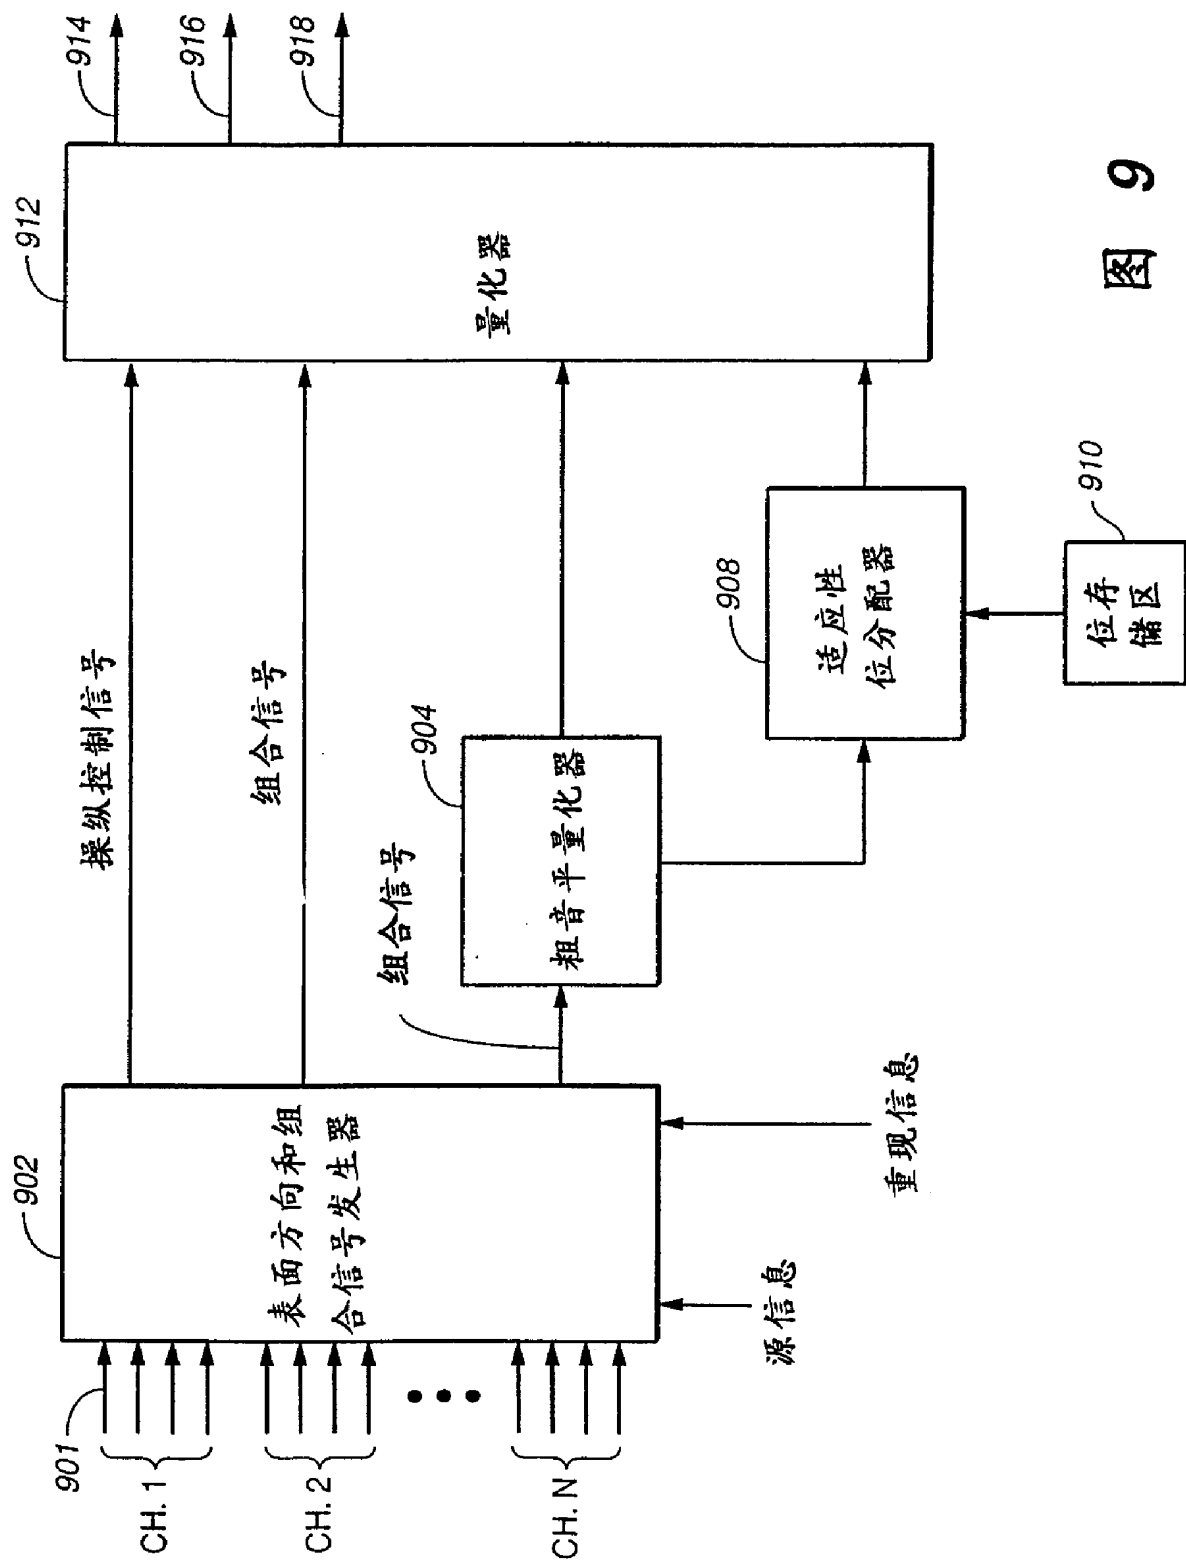 914
916
918
912
量化器
操纵控制信号
组合信号
组合信号
904
粗音平量化器
908
适应性
位分配器
910
位存
储区
902
表面方向和组
合信号发生器
901
CH. 1
CH. 2
CH. N
源信息
重现信息
图 9